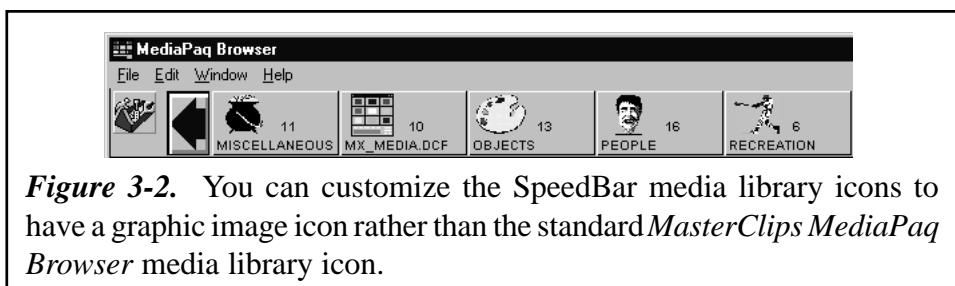 MediaPaq Browser
File Edit Window Help
11 10 13 16 6
MISCELLANEOUS MX_MEDIA.DCF OBJECTS PEOPLE RECREATION
Figure 3-2. You can customize the SpeedBar media library icons to
have a graphic image icon rather than the standard MasterClips MediaPaq
Browser media library icon.